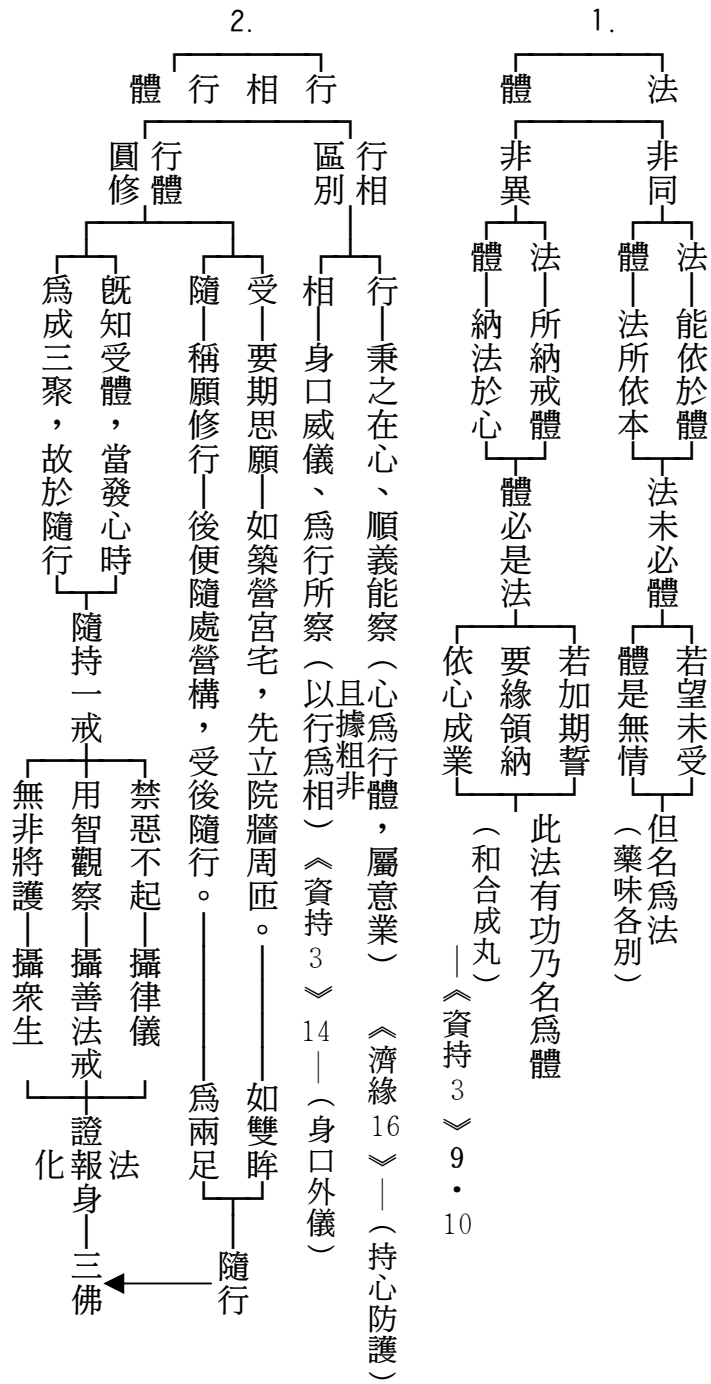 1.
法體
非同
法—能依於體
體—法所依本
法未必體
若望未受
體是無情
但名爲法
(藥味各別)
非異
法—所納戒體
體—納法於心
體必是法
若加期誓
要緣領納
依心成業
此法有功乃名爲體
(和合成丸)
—《資持3》9•10
2.
行相行體
行相區別
行—秉之在心、順義能察(心爲行體,屬意業)《濟緣16》—(持心防護)
且據粗非
相—身口威儀、爲行所察(以行爲相)《資持3》14—(身口外儀)
行體圓修
受—要期思願—如築營宮宅,先立院牆周匝。—如雙眸
隨—稱願修行—後便隨處營構,受後隨行。—爲兩足
隨行
旣知受體,當發心時
爲成三聚,故於隨行
隨持一戒
禁惡不起—攝律儀
用智觀察—攝善法戒
無非將護—攝衆生
證法報化身—三佛